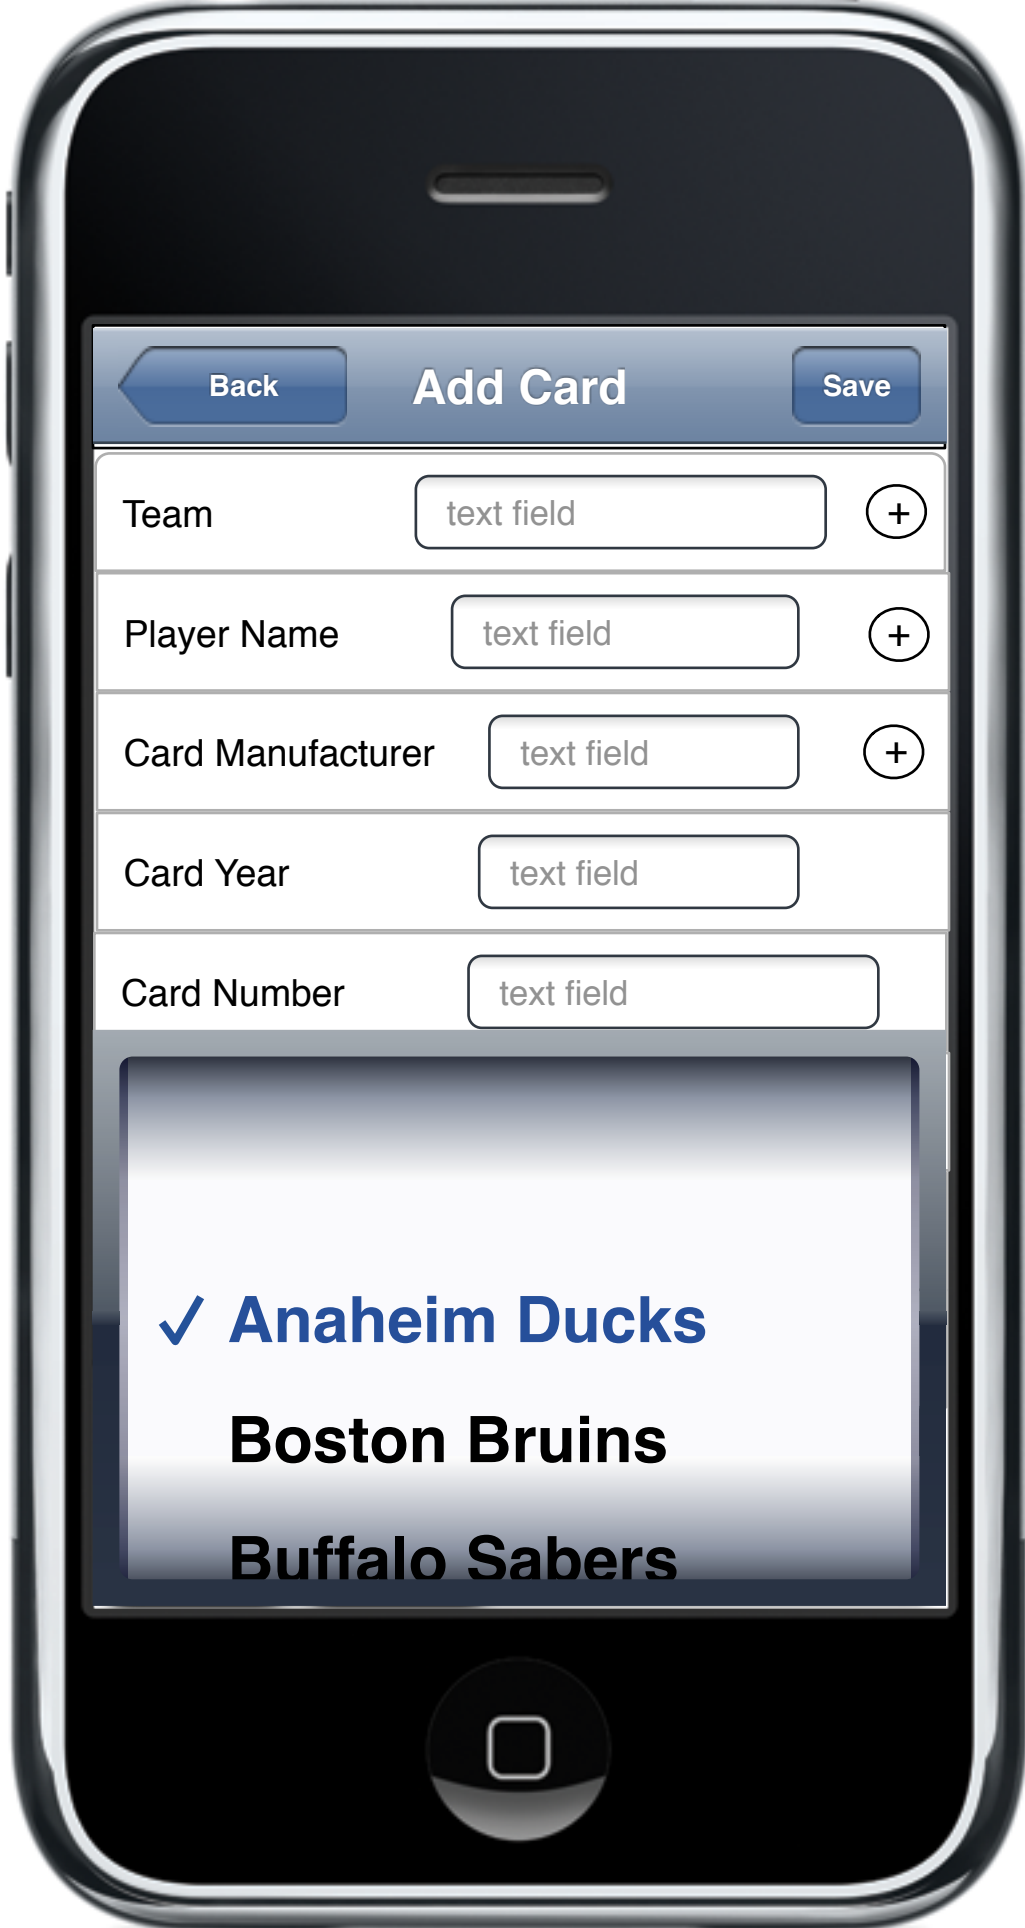 Back Add Card Save
Team text field +
Player Name text field +
Card Manufacturer text field +
Card Year text field
Card Number text field
✓ Anaheim Ducks
Boston Bruins
Buffalo Sabers